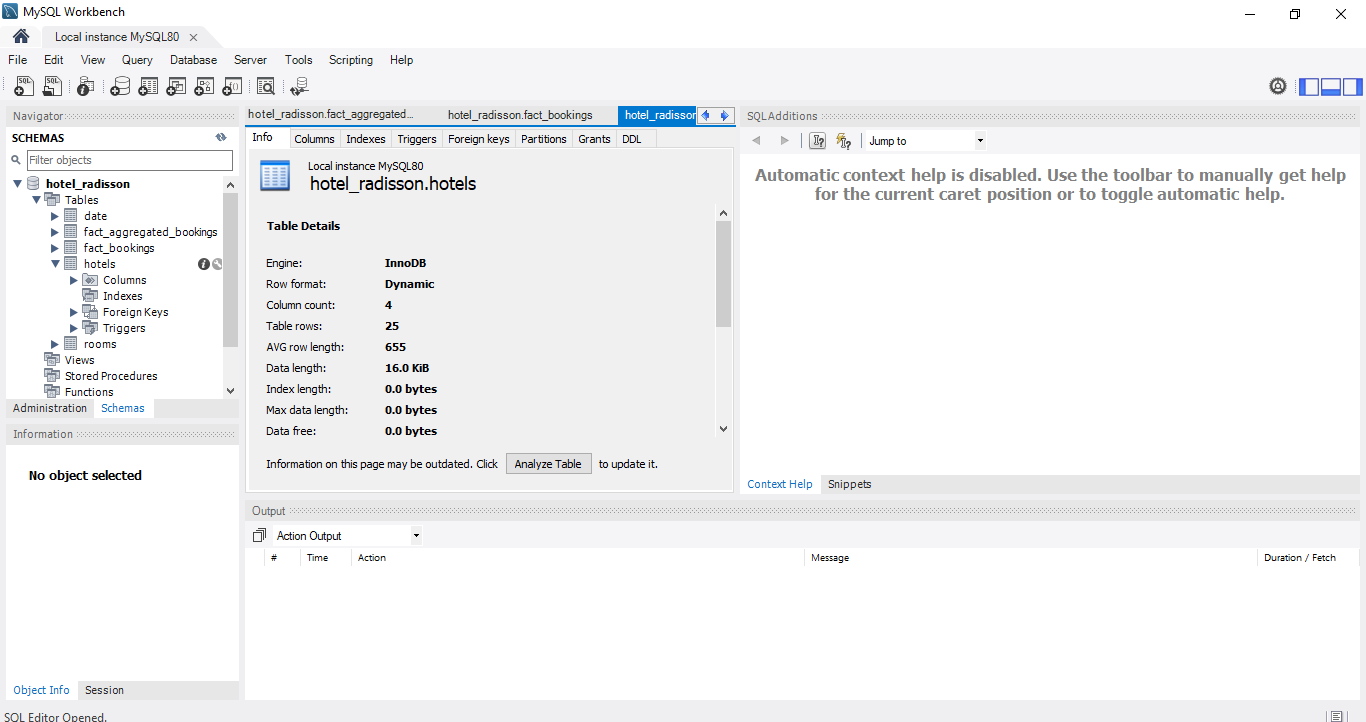 MySQL Workbench
Local instance MySQL80
File Edit View Query Database Server Tools Scripting Help
Navigator
SCHEMAS
Filter objects
hotel_radisson
Tables
date
fact_aggregated_bookings
fact_bookings
hotels
Columns
Indexes
Foreign Keys
Triggers
rooms
Views
Stored Procedures
Functions
Administration Schemas
Information
No object selected
Object Info Session
hotel_radisson.fact_aggregated... hotel_radisson.fact_bookings hotel_radisson
Info Columns Indexes Triggers Foreign keys Partitions Grants DDL
Local instance MySQL80
hotel_radisson.hotels
Table Details
Engine: InnoDB
Row format: Dynamic
Column count: 4
Table rows: 25
AVG row length: 655
Data length: 16.0 KiB
Index length: 0.0 bytes
Max data length: 0.0 bytes
Data free: 0.0 bytes
Information on this page may be outdated. Click Analyze Table to update it.
SQLAdditions
Jump to
Automatic context help is disabled. Use the toolbar to manually get help
for the current caret position or to toggle automatic help.
Context Help Snippets
Output
Action Output
# Time Action Message Duration / Fetch
SQL Editor Opened.